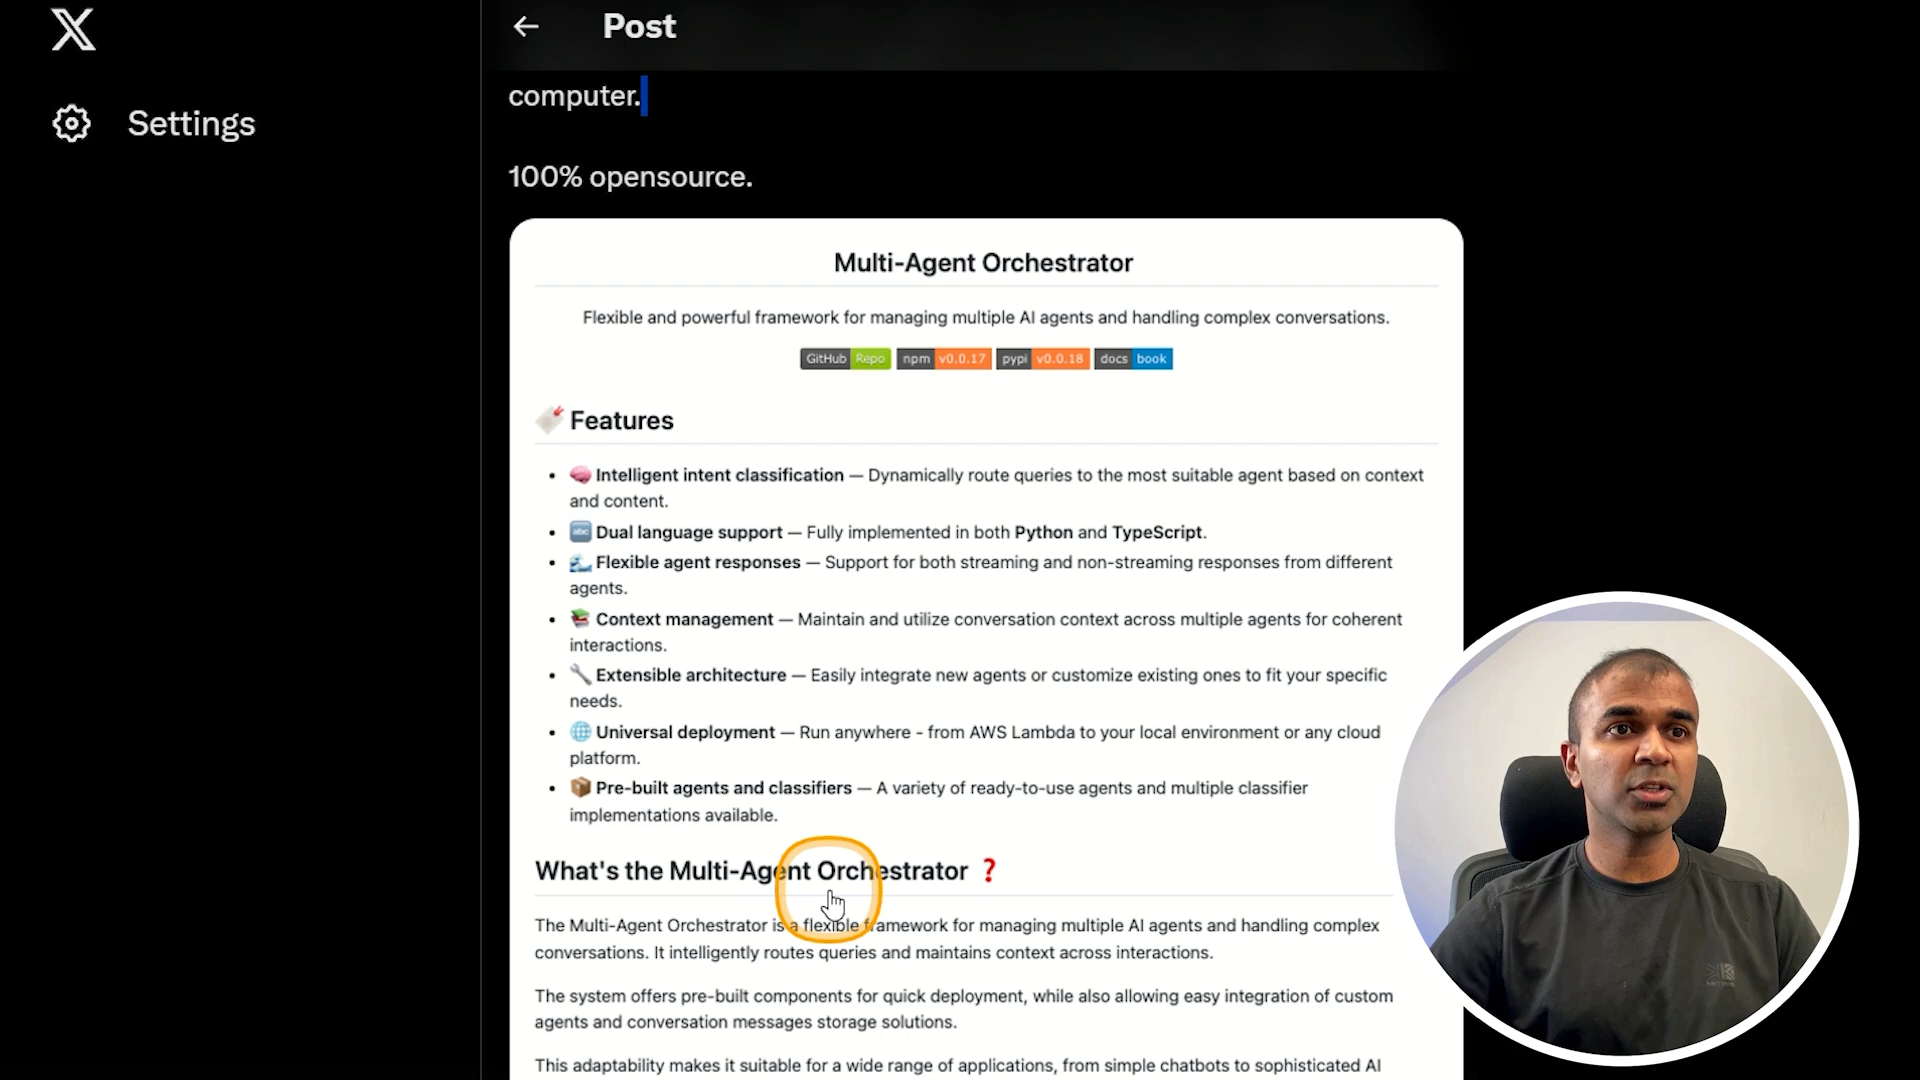 Post
Settings
computer.
100% opensource.
Multi-Agent Orchestrator
Flexible and powerful framework for managing multiple AI agents and handling complex conversations.
GitHub Repo npm v0.0.17 pypi v0.0.18 docs book
Features
• Intelligent intent classification — Dynamically route queries to the most suitable agent based on context
and content.
• abc Dual language support — Fully implemented in both Python and TypeScript.
• Flexible agent responses — Support for both streaming and non-streaming responses from different
agents.
• Context management — Maintain and utilize conversation context across multiple agents for coherent
interactions.
• Extensible architecture — Easily integrate new agents or customize existing ones to fit your specific
needs.
• Universal deployment — Run anywhere - from AWS Lambda to your local environment or any cloud
platform.
• Pre-built agents and classifiers — A variety of ready-to-use agents and multiple classifier
implementations available.
What's the Multi-Agent Orchestrator ❓
The Multi-Agent Orchestrator is a flexible framework for managing multiple AI agents and handling complex
conversations. It intelligently routes queries and maintains context across interactions.
The system offers pre-built components for quick deployment, while also allowing easy integration of custom
agents and conversation messages storage solutions.
This adaptability makes it suitable for a wide range of applications, from simple chatbots to sophisticated AI